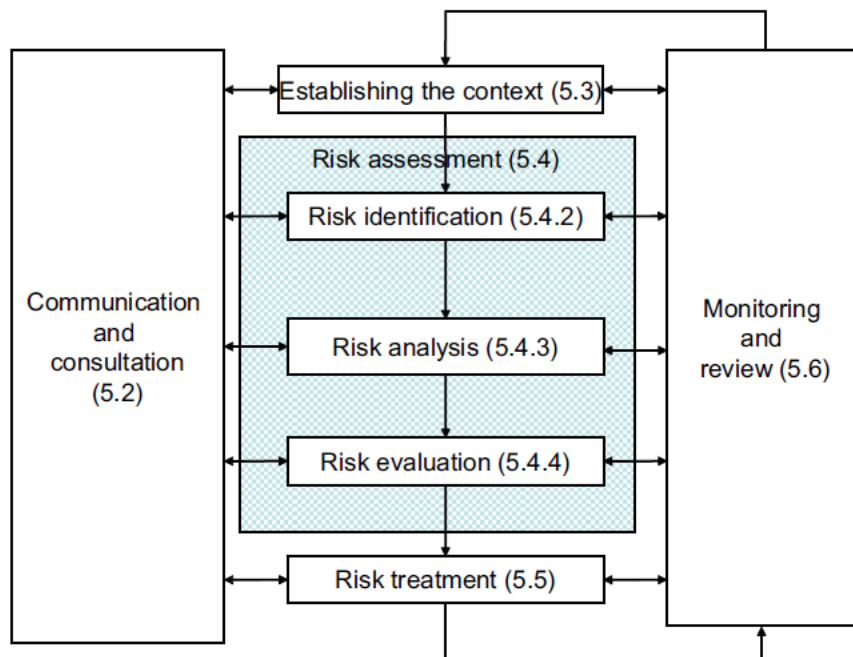 Establishing the context (5.3)
Risk assessment (5.4)
Risk identification (5.4.2)
Communication
and
consultation
(5.2)
Risk analysis (5.4.3)
Monitoring
and
review (5.6)
Risk evaluation (5.4.4)
Risk treatment (5.5)